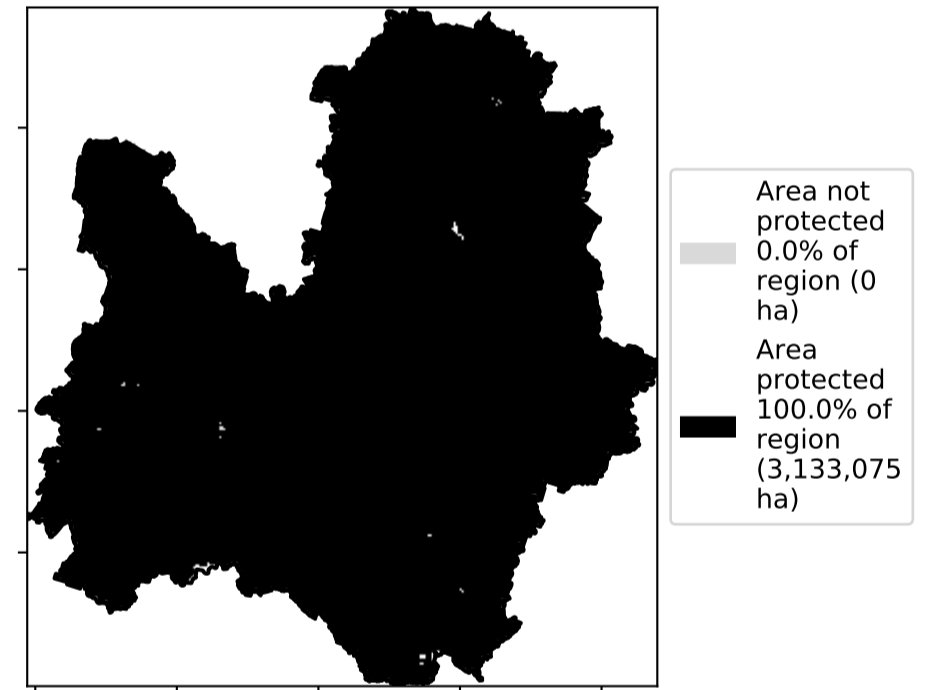 Area not
protected
0.0% of
region (0
ha)
Area
protected
100.0% of
region
(3,133,075
ha)